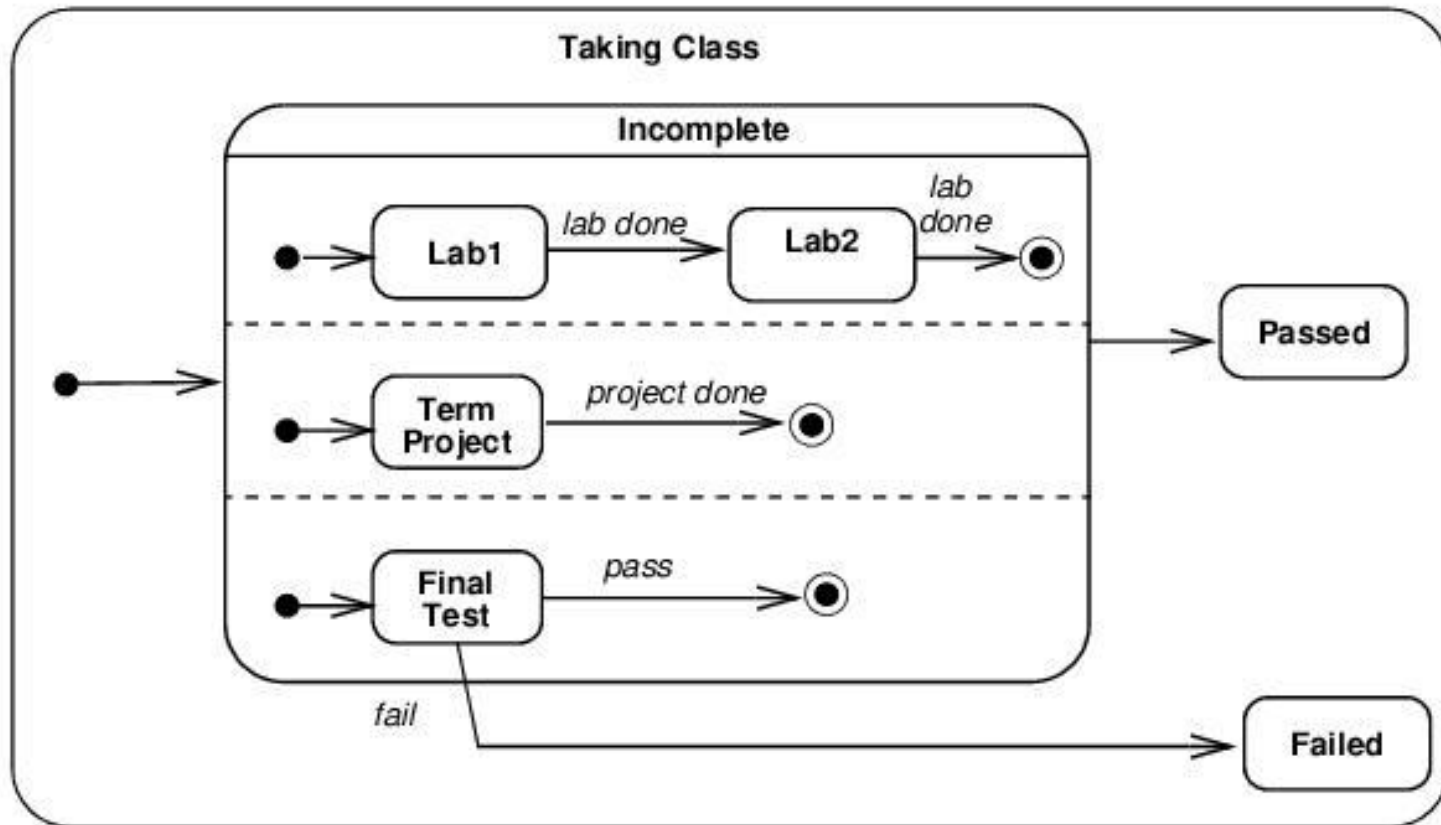 Taking Class
Incomplete
Lab1
lab done
Lab2
lab
done
Passed
Term
Project
project done
Final
Test
pass
fail
Failed